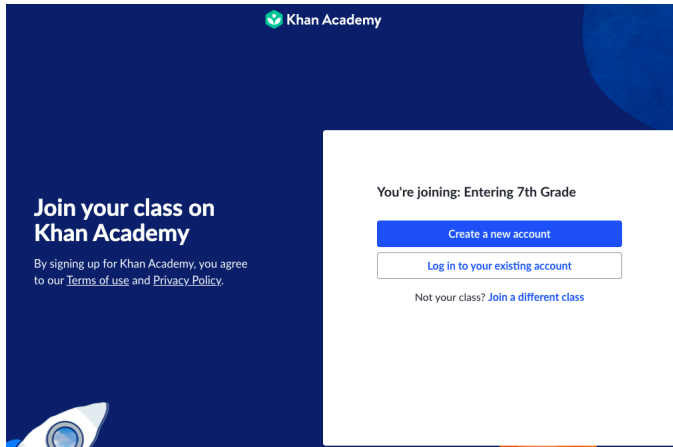 Khan Academy
Join your class on
Khan Academy
By signing up for Khan Academy, you agree
to our Terms of use and Privacy Policy.
You're joining: Entering 7th Grade
Create a new account
Log in to your existing account
Not your class? Join a different class